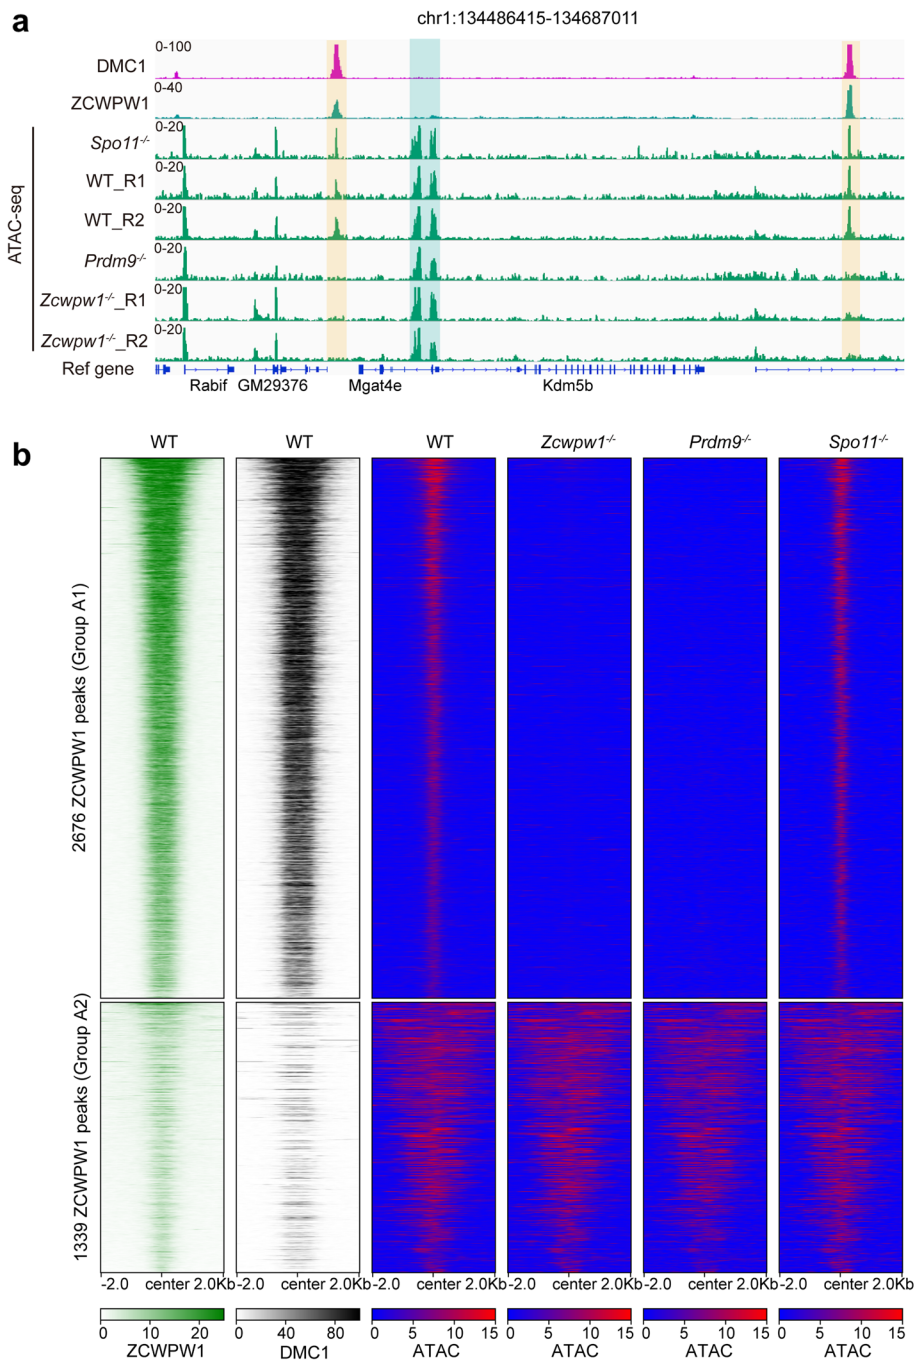 a
chr1:134486415-134687011
DMC1
0-100
ZCWPW1
0-40
ATAC-seq
Spo11-/-
0-20
WT_R1
0-20
WT_R2
0-20
Prdm9-/-
0-20
Zcwpw1-/-_R1
0-20
Zcwpw1-/-_R2
0-20
Ref gene
Rabif GM29376 Mgat4e Kdm5b
b
WT WT WT Zcwpw1-/- Prdm9-/- Spo11-/-
2676 ZCWPW1 peaks (Group A1)
1339 ZCWPW1 peaks (Group A2)
-2.0 center 2.0Kb -2.0 center 2.0Kb -2.0 center 2.0Kb -2.0 center 2.0Kb -2.0 center 2.0Kb -2.0 center 2.0Kb
0 10 20 0 40 80 0 5 10 15 0 5 10 15 0 5 10 15 0 5 10 15
ZCWPW1 DMC1 ATAC ATAC ATAC ATAC